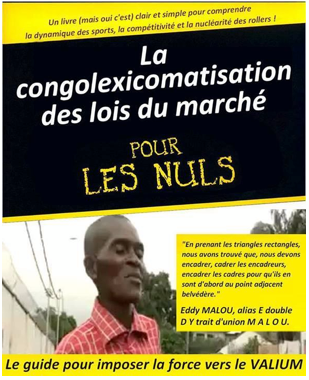 Un livre (mais oui c'est) clair et simple pour comprendre
la dynamique des sports, la compétitivité et la nucléarité des rollers !
La
congolexicomatisation
des lois du marché
POUR
LES NULS
"En prenant les triangles rectangles,
nous avons trouvé que, nous devons
encadrer, cadrer les encadreurs,
encadrer les cadres pour qu'ils en
sont d'abord au point adjacent
belvédère."
Eddy MALOU, alias E double
D Y trait d'union M A L O U.
Le guide pour imposer la force vers le VALIUM